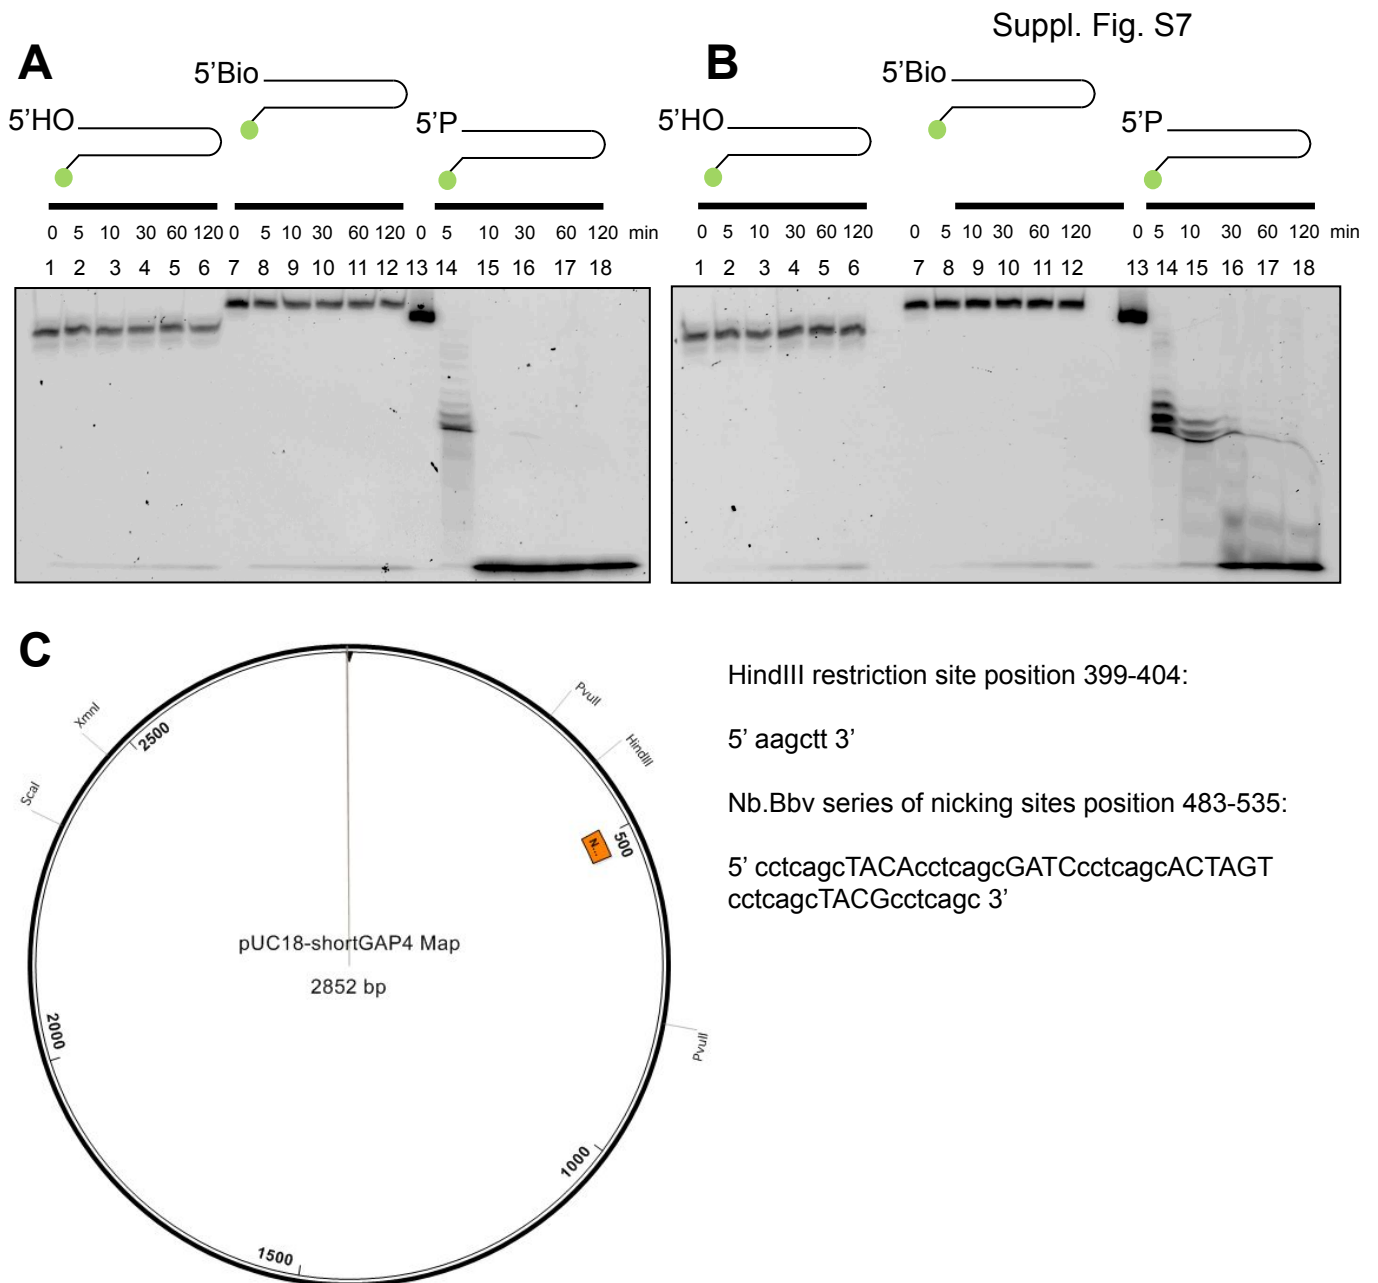 Suppl. Fig. S7
A
5'Bio
5'HO
5'P
0 5 10 30 60 120 0 5 10 30 60 120 0 5 10 30 60 120 min
1 2 3 4 5 6 7 8 9 10 11 12 13 14 15 16 17 18
B
5'Bio
5'HO
5'P
0 5 10 30 60 120 0 5 10 30 60 120 0 5 10 30 60 120 min
1 2 3 4 5 6 7 8 9 10 11 12 13 14 15 16 17 18
C
PvuII
HindIII
XmnI
2500
ScaI
500
N...
pUC18-shortGAP4 Map
2852 bp
2000
PvuII
1000
1500
HindIII restriction site position 399-404:
5' aagctt 3'
Nb.Bbv series of nicking sites position 483-535:
5' cctcagcTACAcctcagcGATCcctcagcACTAGT
cctcagcTACGcctcagc 3'